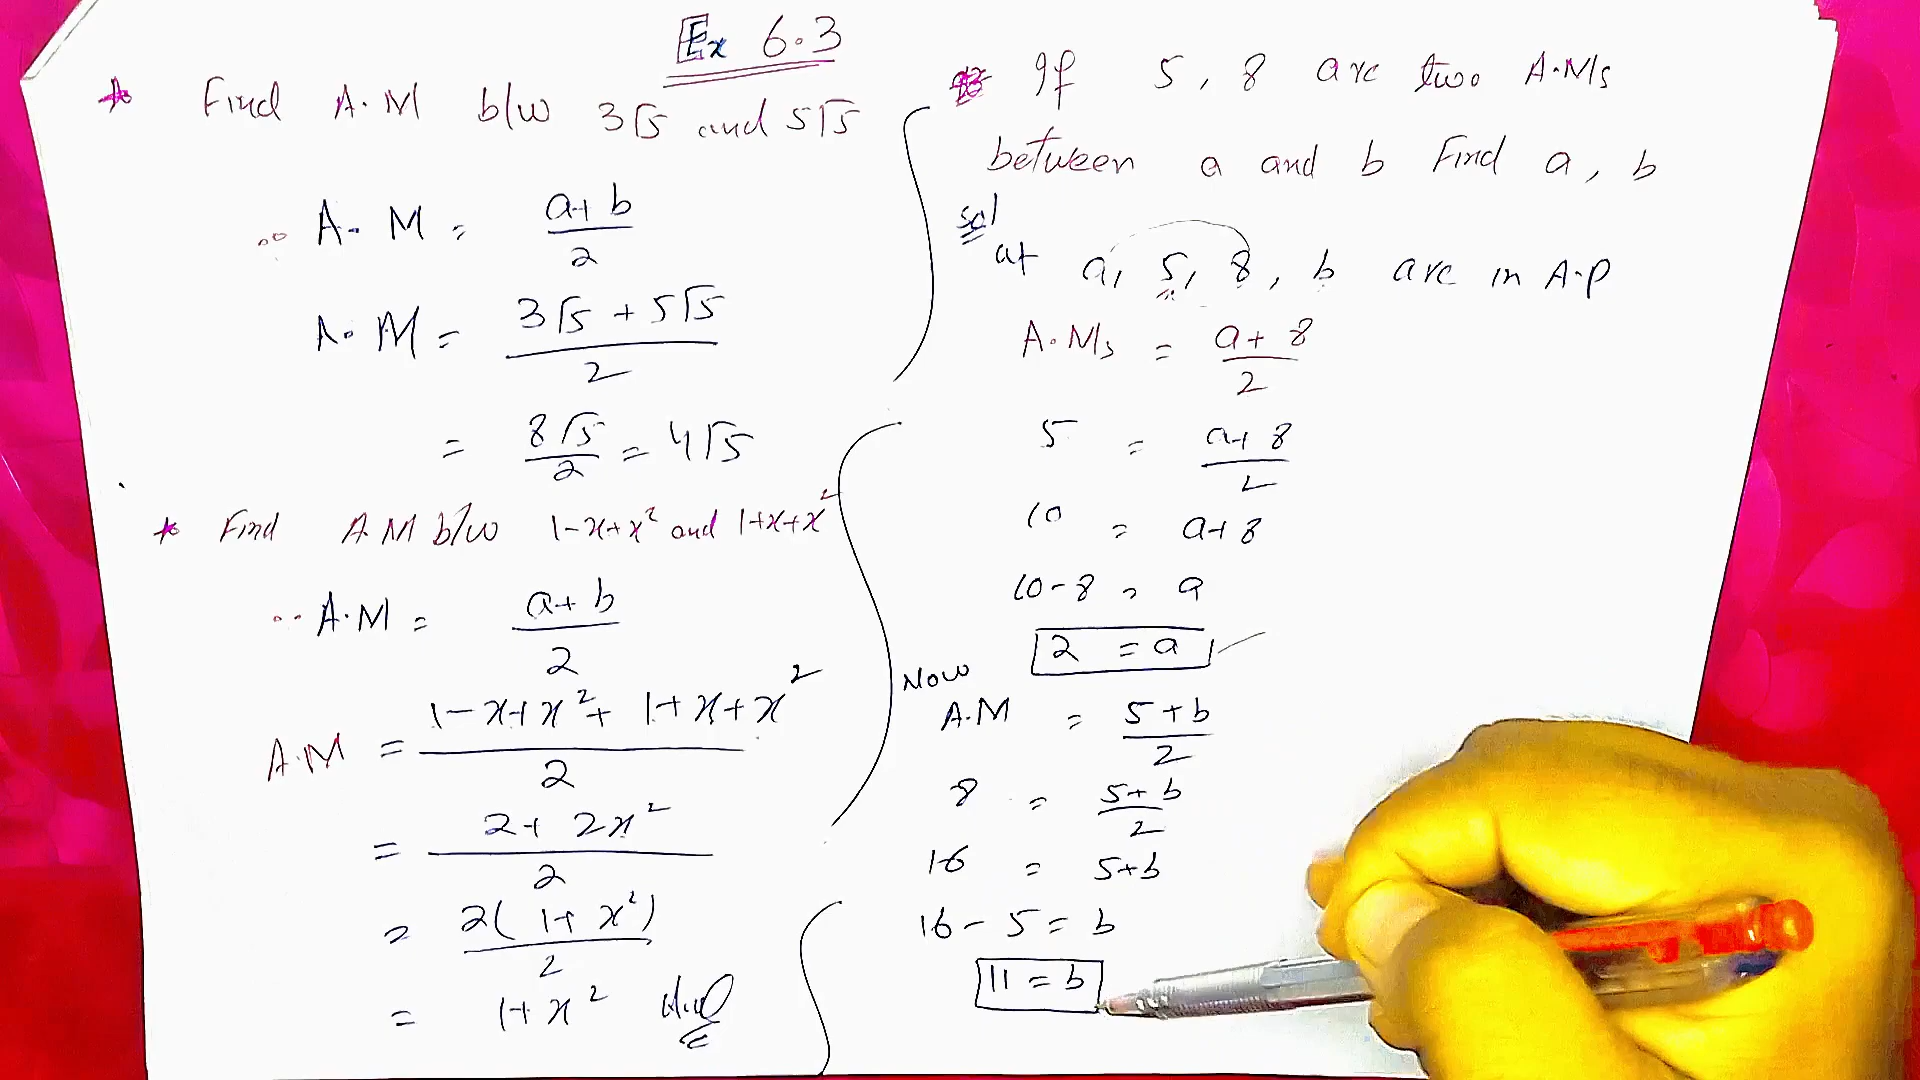 Ex 6.3
Find A.M b/w 3√5 and 5√5
∴ A.M = a+b/2
A.M = 3√5 + 5√5/2
= 8√5/2 = 4√5
Find A M b/w 1-x+x² and 1+x+x²
∴ A.M = a+b/2
A.M = 1-x+x²+ 1+x+x²/2
= 2+ 2x²/2
= 2(1+x²)/2
= 1+x²
If 5, 8 are two A.Ms
between a and b Find a, b
Sol
a, 5, 8, b are in A.P
A.Ms = a+8/2
5 = a+8/2
10 = a+8
10-8 = a
2 = a
Now
A.M = 5+b/2
8 = 5+b/2
16 = 5+b
16-5 = b
11 = b